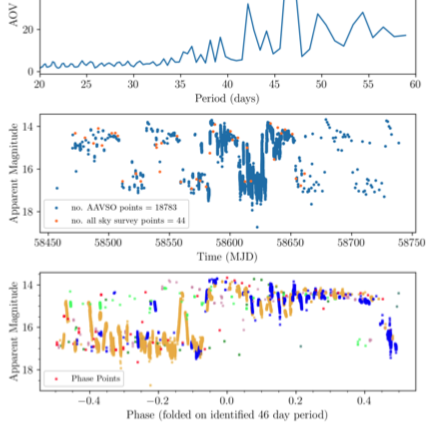 AOV
20
0
20 25 30 35 40 45 50 55 60
Period (days)
Apparent Magnitude
14
16
18
no. AAVSO points = 18783
no. all sky survey points = 44
58450 58500 58550 58600 58650 58700 58750
Time (MJD)
Apparent Magnitude
14
16
18
Phase Points
−0.4 −0.2 0.0 0.2 0.4
Phase (folded on identified 46 day period)